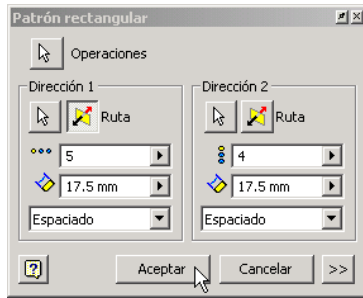 Patrón rectangular
Operaciones
Dirección 1
Ruta
5
17.5 mm
Espaciado
Dirección 2
Ruta
4
17.5 mm
Espaciado
Aceptar
Cancelar
>>